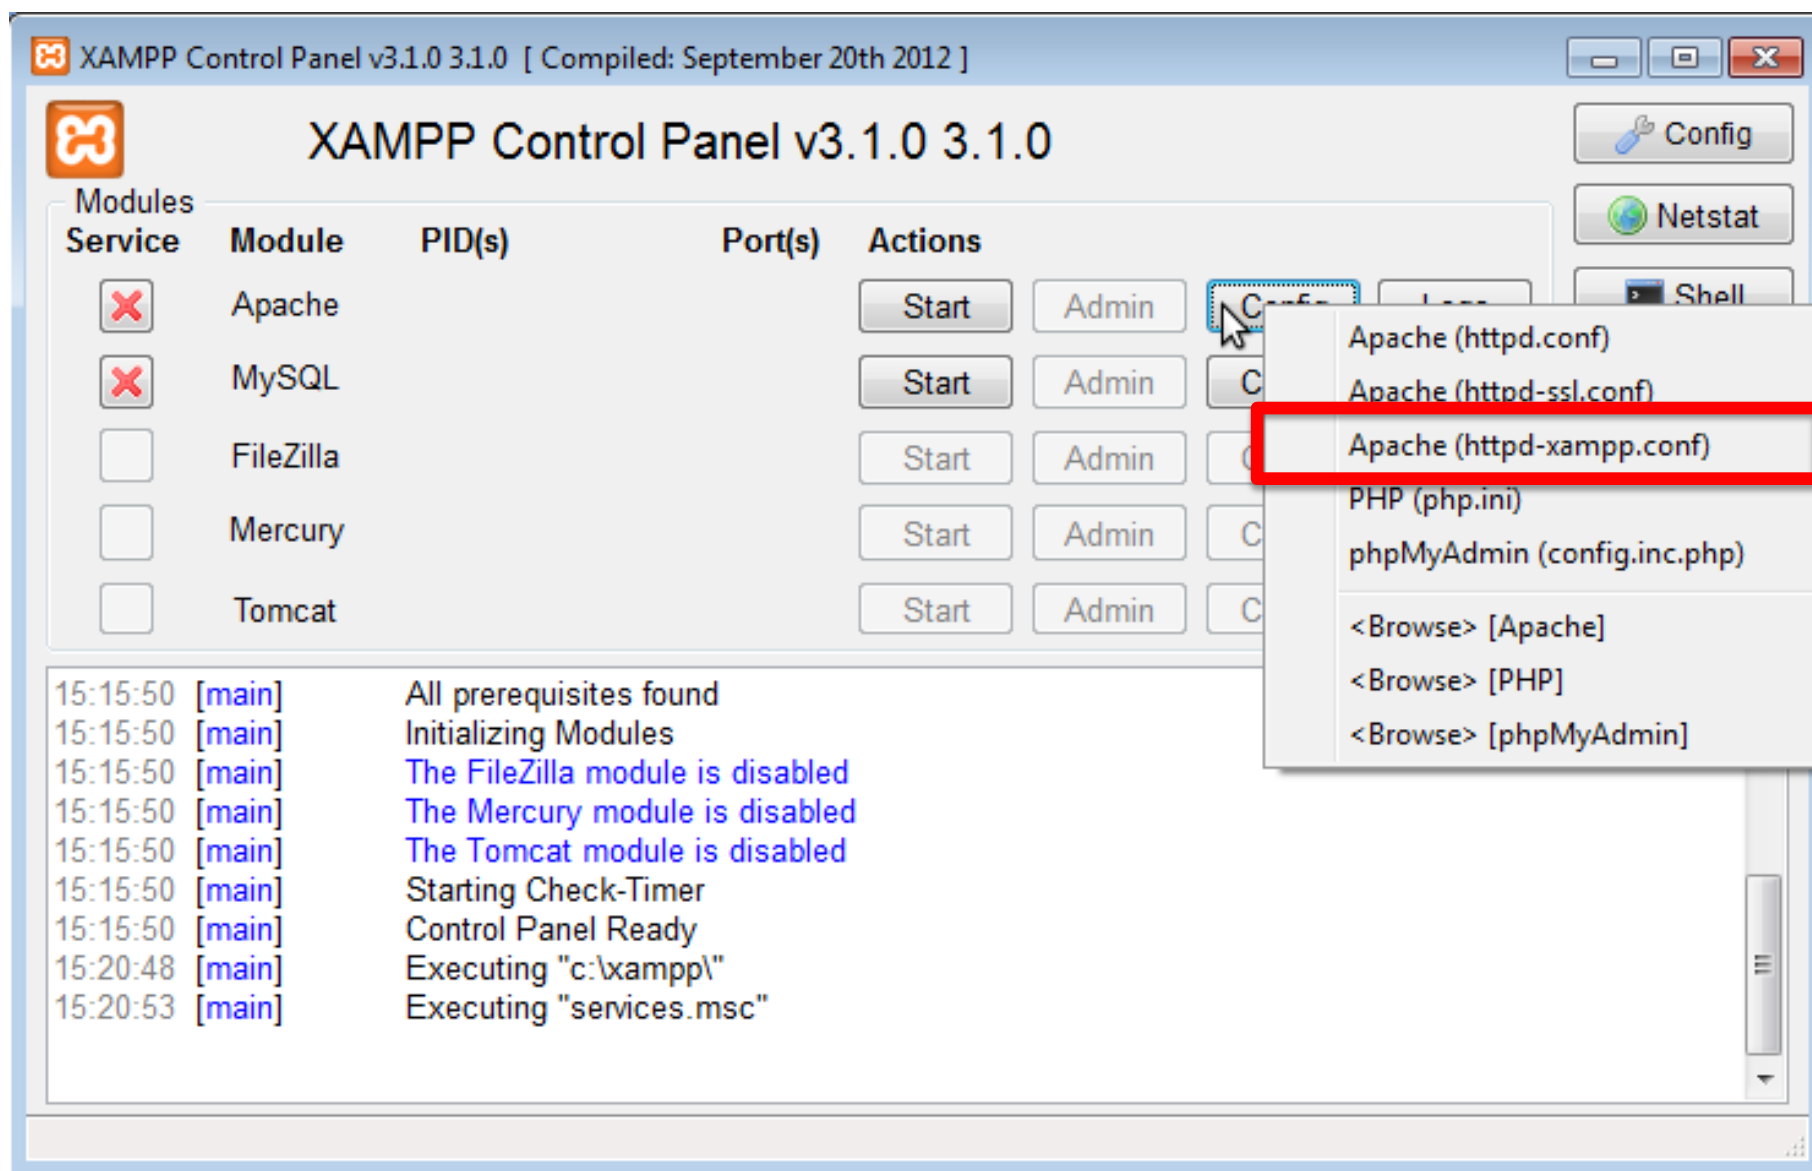 XAMPP Control Panel v3.1.0 3.1.0 [ Compiled: September 20th 2012 ]
XAMPP Control Panel v3.1.0 3.1.0
Config
Netstat
Shell
Modules
Service Module PID(s) Port(s) Actions
Apache Start Admin Config Logs
MySQL Start Admin C
FileZilla Start Admin
Mercury Start Admin C
Tomcat Start Admin C
Apache (httpd.conf)
Apache (httpd-ssl.conf)
Apache (httpd-xampp.conf)
PHP (php.ini)
phpMyAdmin (config.inc.php)
<Browse> [Apache]
<Browse> [PHP]
<Browse> [phpMyAdmin]
15:15:50 [main] All prerequisites found
15:15:50 [main] Initializing Modules
15:15:50 [main] The FileZilla module is disabled
15:15:50 [main] The Mercury module is disabled
15:15:50 [main] The Tomcat module is disabled
15:15:50 [main] Starting Check-Timer
15:15:50 [main] Control Panel Ready
15:20:48 [main] Executing "c:\xampp\"
15:20:53 [main] Executing "services.msc"